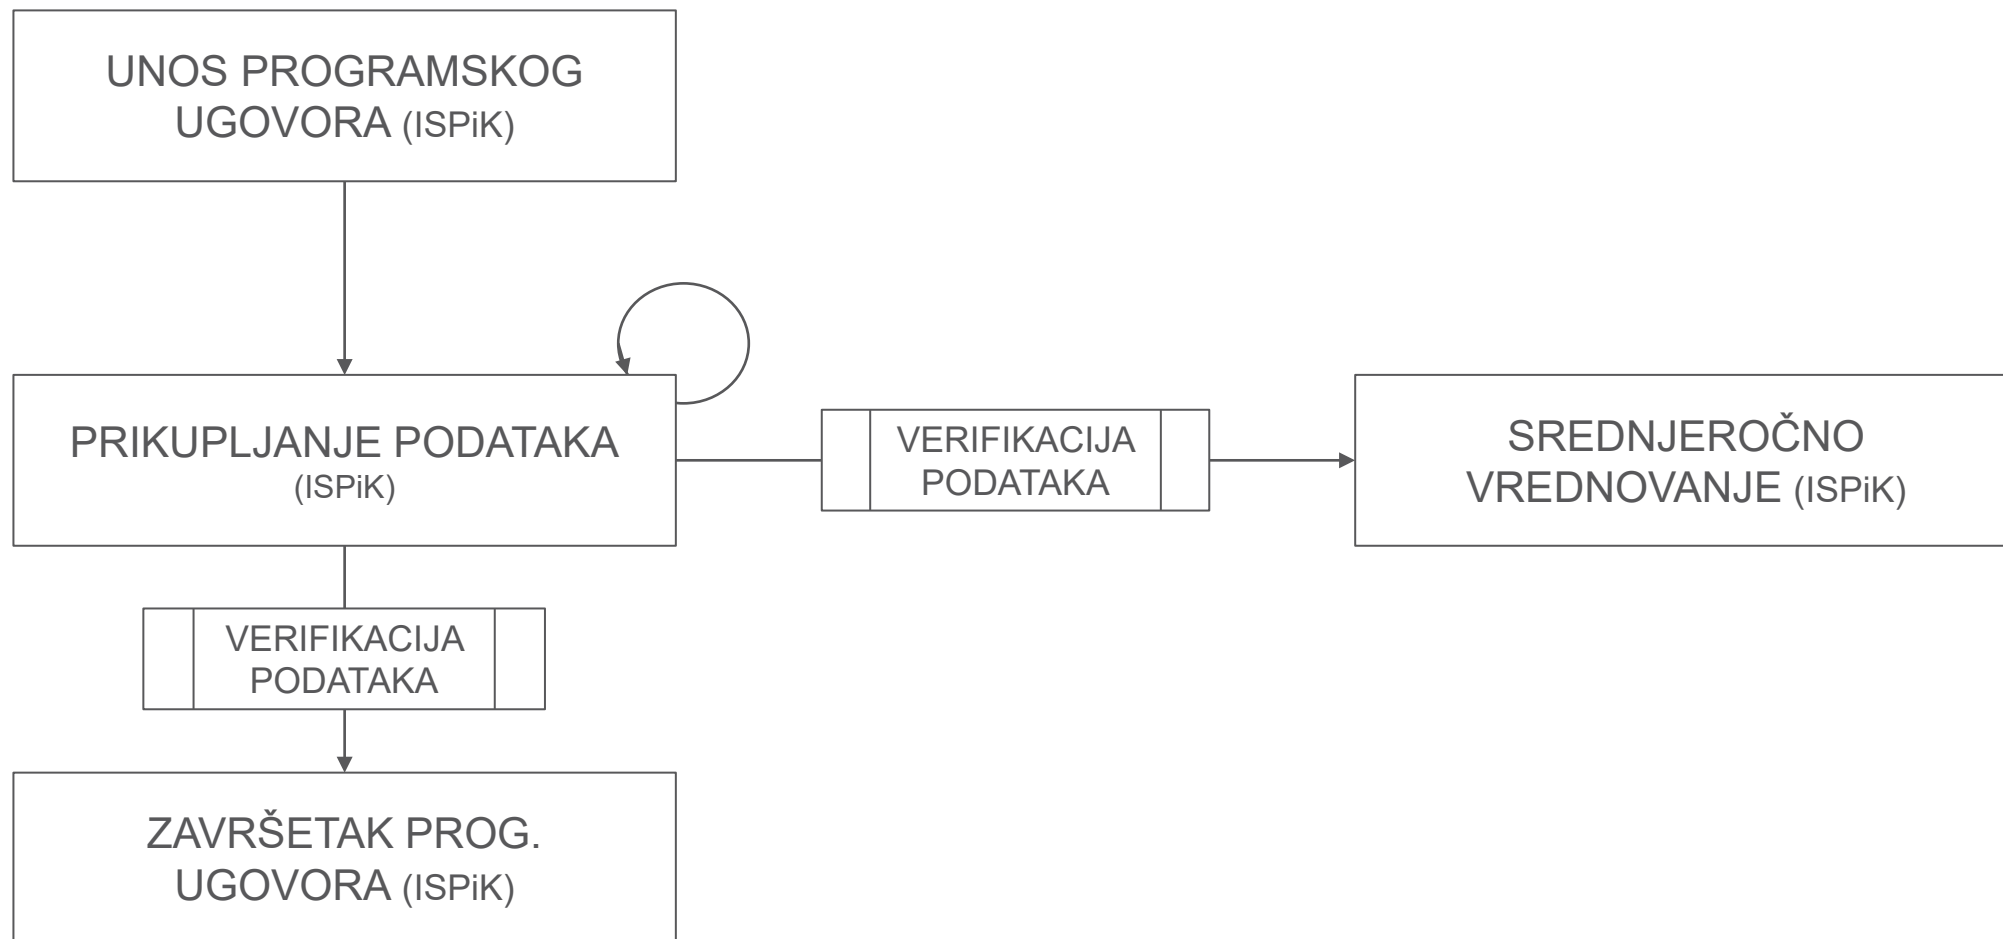 UNOS PROGRAMSKOG
UGOVORA (ISPiK)
PRIKUPLJANJE PODATAKA
(ISPiK)
VERIFIKACIJA
PODATAKA
SREDNJEROČNO
VREDNOVANJE (ISPiK)
VERIFIKACIJA
PODATAKA
ZAVRŠETAK PROG.
UGOVORA (ISPiK)